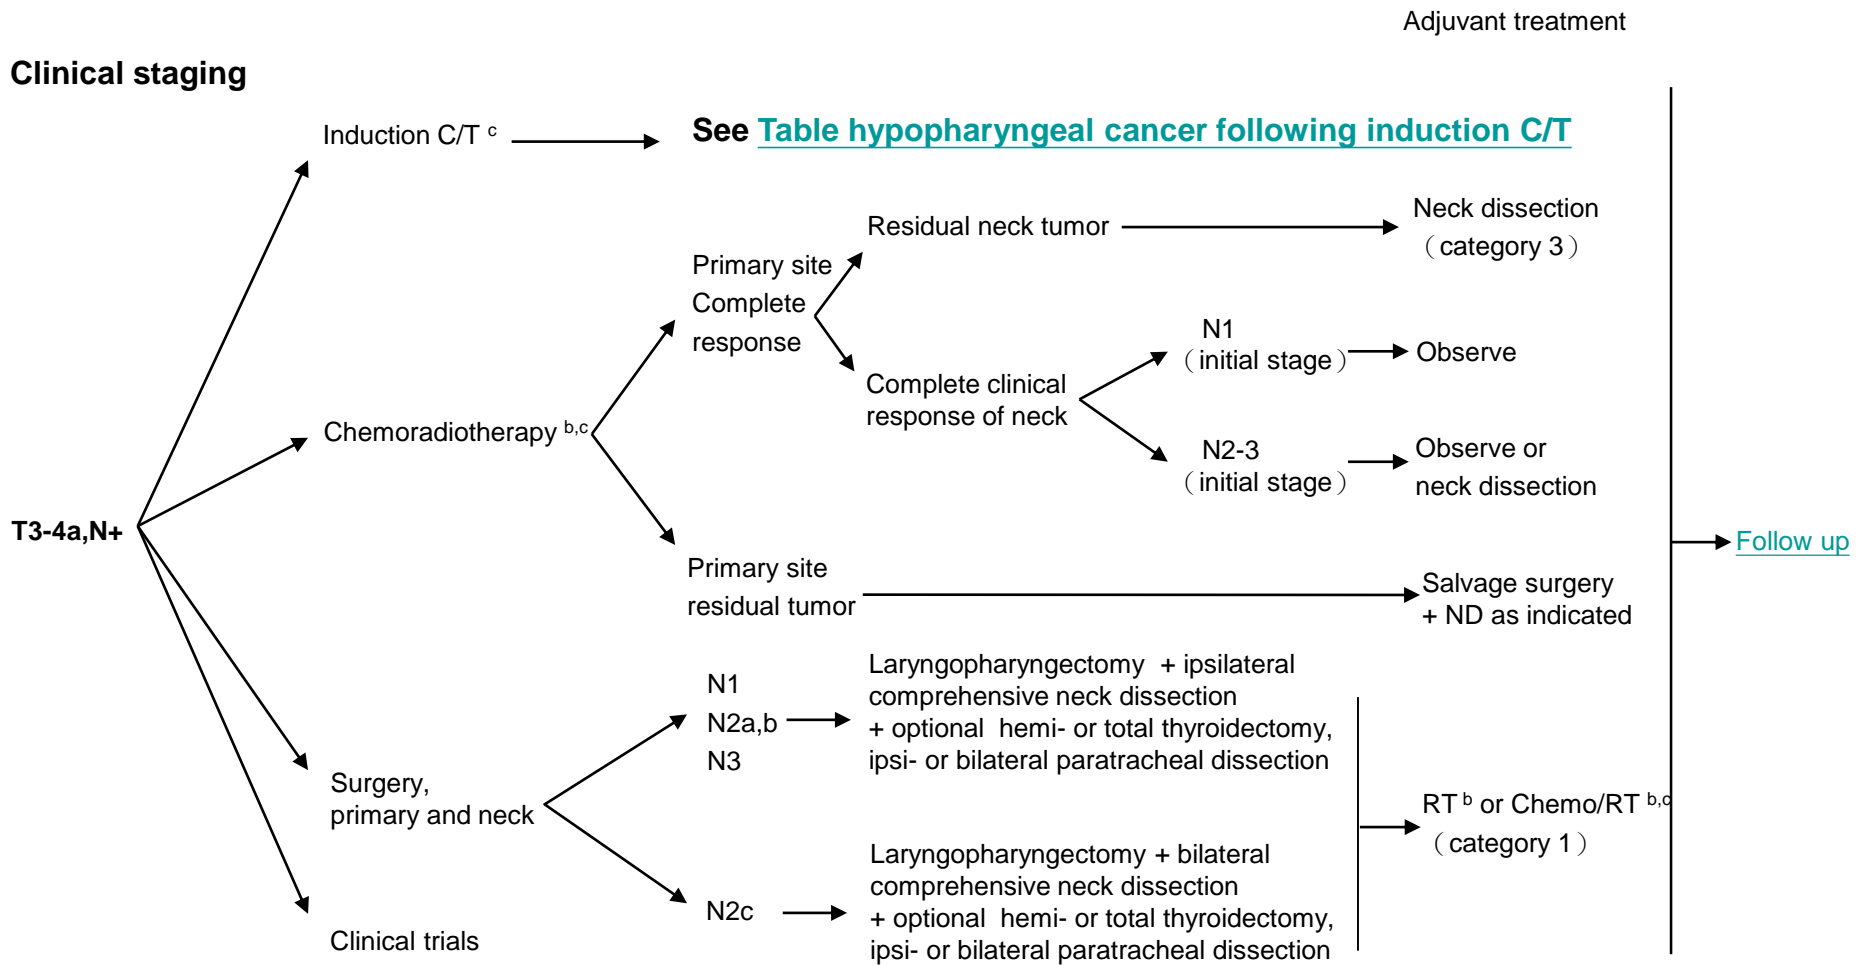 Adjuvant treatment
Clinical staging
Induction C/T c
See Table hypopharyngeal cancer following induction C/T
Residual neck tumor
Neck dissection
（category 3）
Primary site
Complete
response
N1
（initial stage）
Observe
Complete clinical
response of neck
Chemoradiotherapy b,c
N2-3
（initial stage）
Observe or
neck dissection
T3-4a,N+
Follow up
Primary site
residual tumor
Salvage surgery
+ ND as indicated
N1
N2a,b
N3
Laryngopharyngectomy + ipsilateral
comprehensive neck dissection
+ optional hemi- or total thyroidectomy,
ipsi- or bilateral paratracheal dissection
Surgery,
primary and neck
RT b or Chemo/RT b,c
（category 1）
N2c
Laryngopharyngectomy + bilateral
comprehensive neck dissection
+ optional hemi- or total thyroidectomy,
ipsi- or bilateral paratracheal dissection
Clinical trials